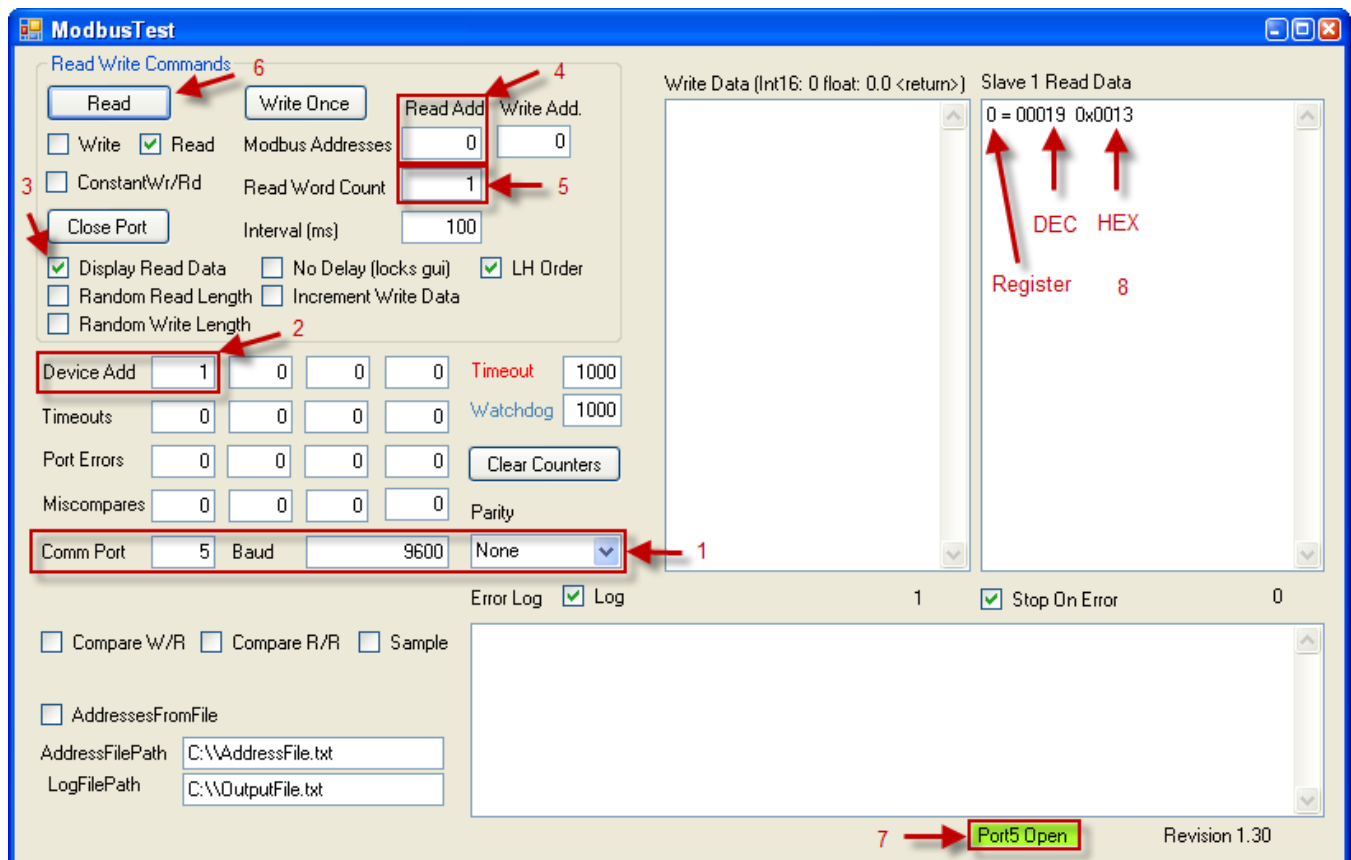 ModbusTest
Read Write Commands
6
4
Write Data (Int16: 0 float: 0.0 <return>) Slave 1 Read Data
Read Write Once Read Add Write Add.
0 = 00019 0x0013
Write Read Modbus Addresses 0 0
3 ConstantWr/Rd Read Word Count 1 5
Close Port Interval (ms) 100
DEC HEX
Display Read Data No Delay (locks gui) LH Order
Register 8
Random Read Length Increment Write Data
Random Write Length
2
Device Add 1 0 0 0 Timeout 1000
Timeouts 0 0 0 0 Watchdog 1000
Port Errors 0 0 0 0 Clear Counters
Miscompares 0 0 0 0 Parity
Comm Port 5 Baud 9600 None 1
Error Log Log 1 Stop On Error 0
Compare W/R Compare R/R Sample
AddressesFromFile
AddressFilePath C:\\AddressFile.txt
LogFilePath C:\\OutputFile.txt
7 Port5 Open Revision 1.30